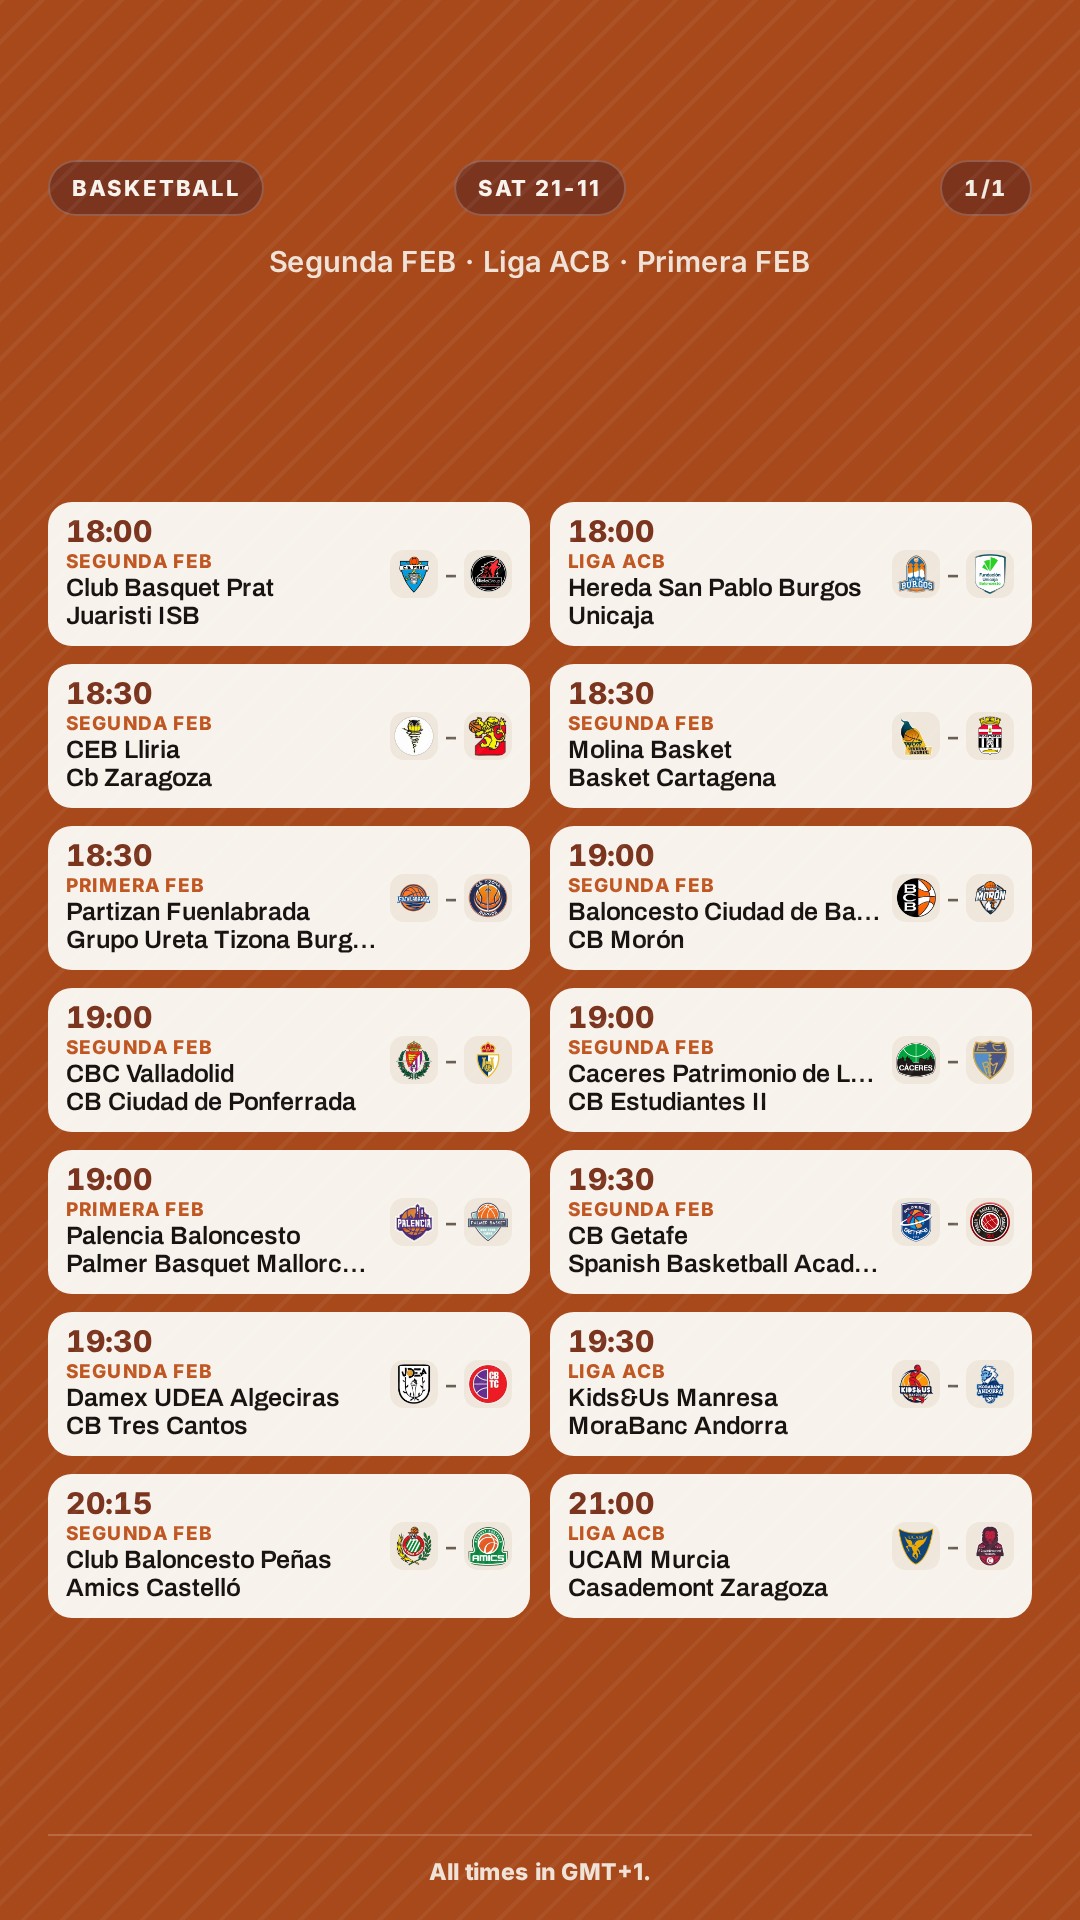 BASKETBALL
SAT 21-11
1/1
Segunda FEB · Liga ACB · Primera FEB
18:00
SEGUNDA FEB
Club Basquet Prat
Juaristi ISB
18:00
LIGA ACB
Hereda San Pablo Burgos
Unicaja
18:30
SEGUNDA FEB
CEB Lliria
Cb Zaragoza
18:30
SEGUNDA FEB
Molina Basket
Basket Cartagena
18:30
PRIMERA FEB
Partizan Fuenlabrada
Grupo Ureta Tizona Burg...
19:00
SEGUNDA FEB
Baloncesto Ciudad de Ba...
CB Morón
19:00
SEGUNDA FEB
CBC Valladolid
CB Ciudad de Ponferrada
19:00
SEGUNDA FEB
Caceres Patrimonio de L...
CB Estudiantes II
19:00
PRIMERA FEB
Palencia Baloncesto
Palmer Basquet Mallorc...
19:30
SEGUNDA FEB
CB Getafe
Spanish Basketball Acad...
19:30
SEGUNDA FEB
Damex UDEA Algeciras
CB Tres Cantos
19:30
LIGA ACB
Kids&Us Manresa
MoraBanc Andorra
20:15
SEGUNDA FEB
Club Baloncesto Peñas
Amics Castelló
21:00
LIGA ACB
UCAM Murcia
Casademont Zaragoza
All times in GMT+1.